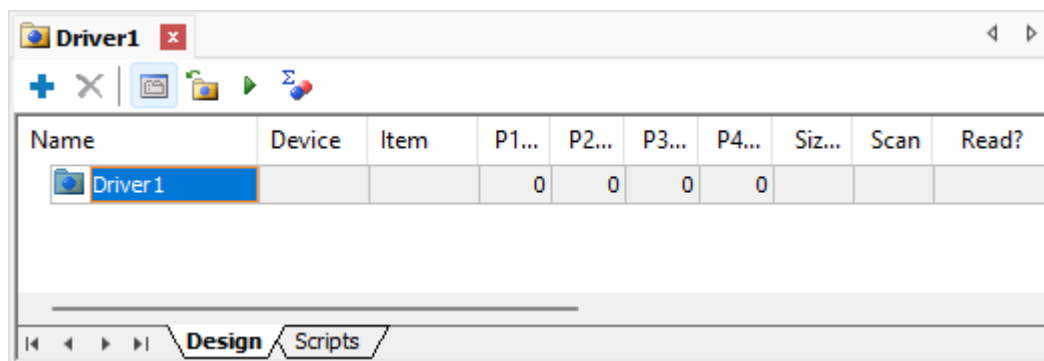 Driver1
Σ
Name Device Item P1... P2... P3... P4... Siz... Scan Read?
Driver1 0 0 0 0
Design Scripts